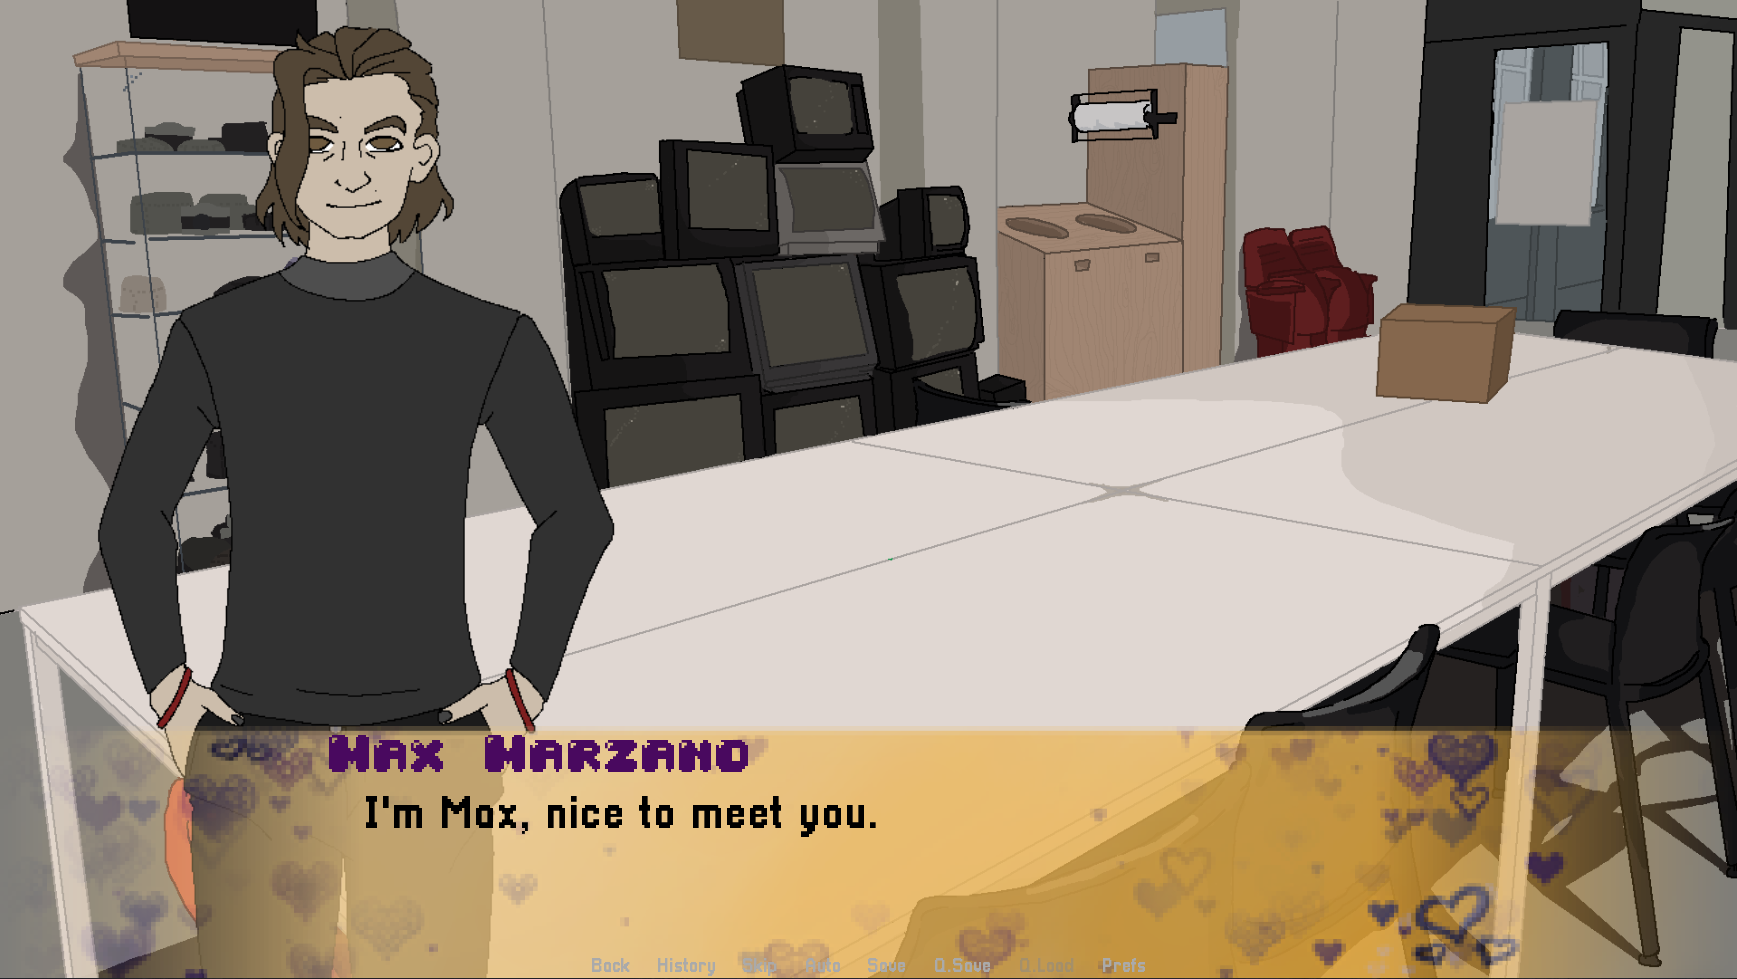 Max Marzano
I'm Max, nice to meet you.
Back History Skip Auto Save Q.Save Q.Load Prefs